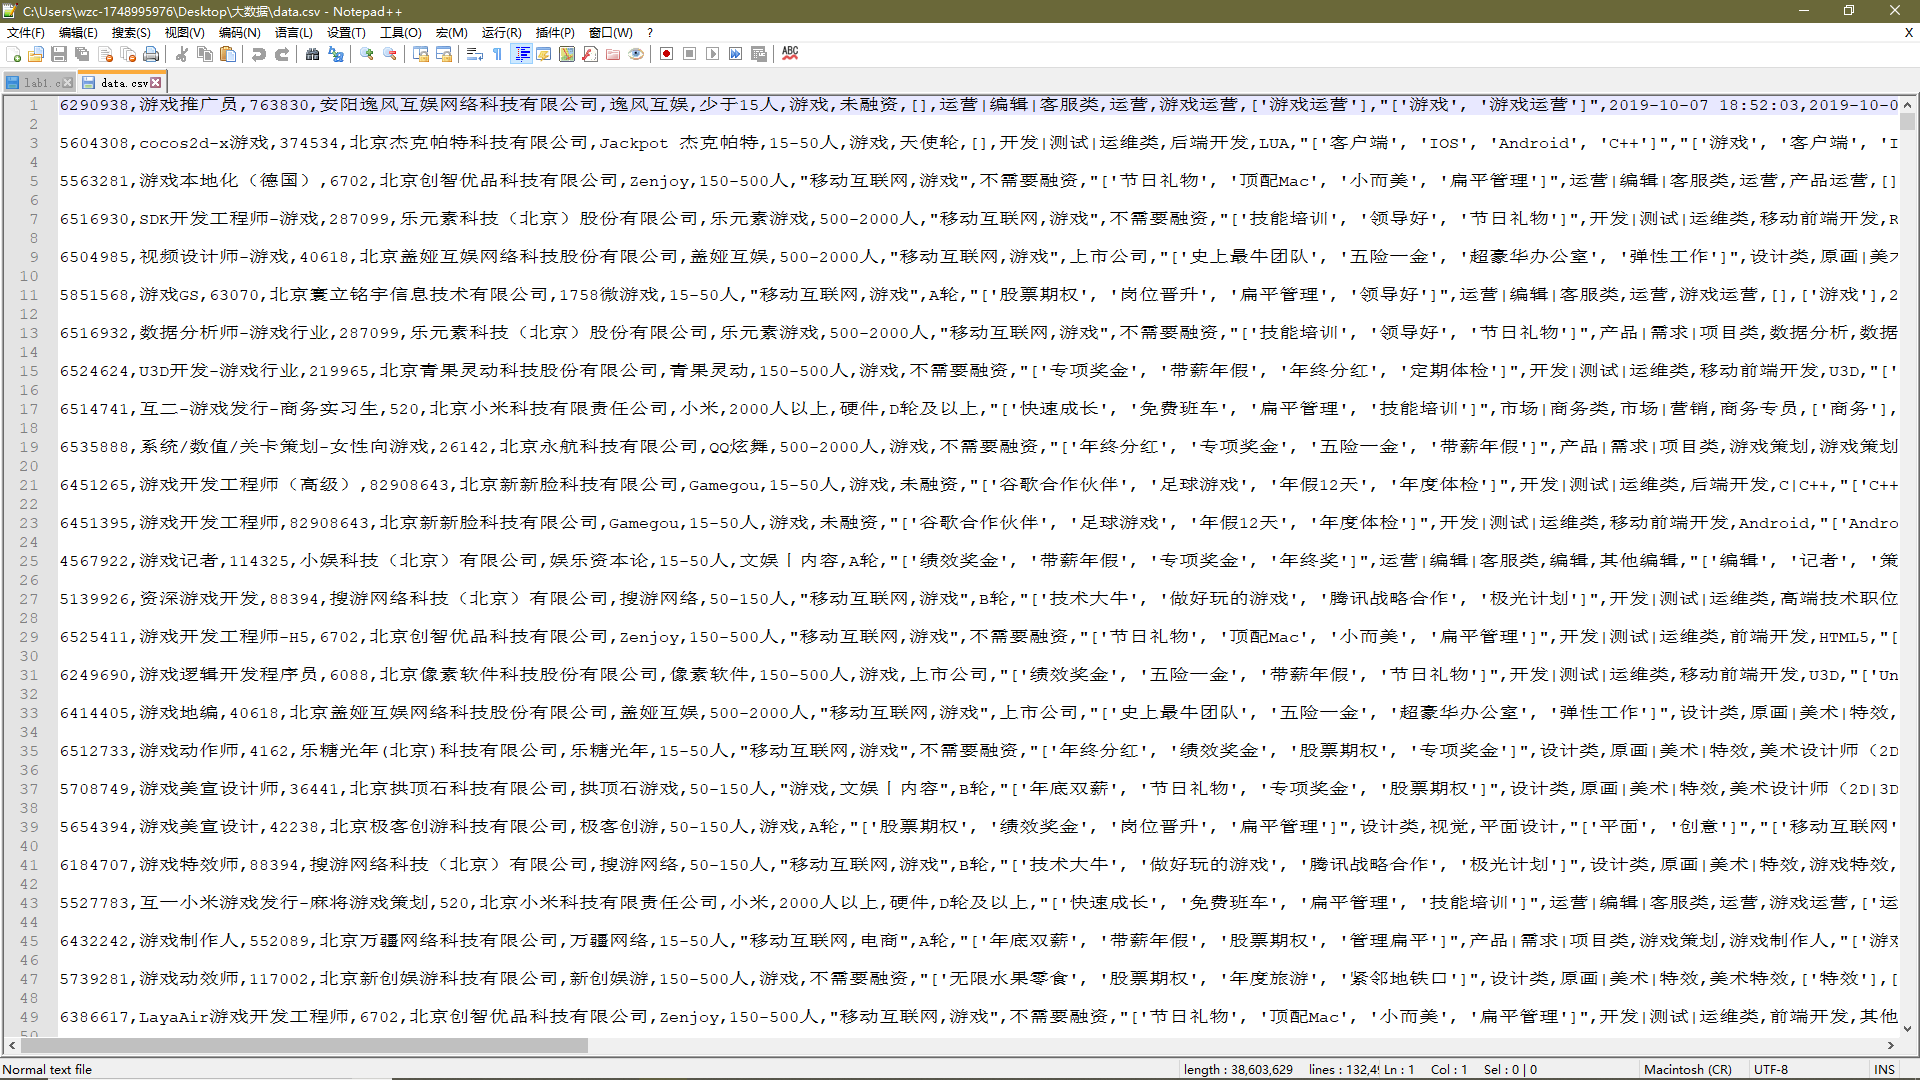 C:\Users\wzc-1748995976\Desktop\大数据\data.csv - Notepad++
文件(F) 编辑(E) 搜索(S) 视图(V) 编码(N) 语言(L) 设置(T) 工具(O) 宏(M) 运行(R) 插件(P) 窗口(W) ? X
lab1.c data.csv
1 6290938,游戏推广员,763830,安阳逸风互娱网络科技有限公司,逸风互娱,少于15人,游戏,未融资,[],运营|编辑|客服类,运营,游戏运营,['游戏运营'],"['游戏', '游戏运营']",2019-10-07 18:52:03,2019-10-0
2
3 5604308,cocos2d-x游戏,374534,北京杰克帕特科技有限公司,Jackpot 杰克帕特,15-50人,游戏,天使轮,[],开发|测试|运维类,后端开发,LUA,"['客户端', 'IOS', 'Android', 'C++']","['游戏', '客户端', 'I
4
5 5563281,游戏本地化（德国）,6702,北京创智优品科技有限公司,Zenjoy,150-500人,"移动互联网,游戏",不需要融资,"['节日礼物', '顶配Mac', '小而美', '扁平管理']",运营|编辑|客服类,运营,产品运营,[]
6
7 6516930,SDK开发工程师-游戏,287099,乐元素科技（北京）股份有限公司,乐元素游戏,500-2000人,"移动互联网,游戏",不需要融资,"['技能培训', '领导好', '节日礼物']",开发|测试|运维类,移动前端开发,R
8
9 6504985,视频设计师-游戏,40618,北京盖娅互娱网络科技股份有限公司,盖娅互娱,500-2000人,"移动互联网,游戏",上市公司,"['史上最牛团队', '五险一金', '超豪华办公室', '弹性工作']",设计类,原画|美术
10
11 5851568,游戏GS,63070,北京寰立铭宇信息技术有限公司,1758微游戏,15-50人,"移动互联网,游戏",A轮,"['股票期权', '岗位晋升', '扁平管理', '领导好']",运营|编辑|客服类,运营,游戏运营,[],['游戏'],2
12
13 6516932,数据分析师-游戏行业,287099,乐元素科技（北京）股份有限公司,乐元素游戏,500-2000人,"移动互联网,游戏",不需要融资,"['技能培训', '领导好', '节日礼物']",产品|需求|项目类,数据分析,数据
14
15 6524624,U3D开发-游戏行业,219965,北京青果灵动科技股份有限公司,青果灵动,150-500人,游戏,不需要融资,"['专项奖金', '带薪年假', '年终分红', '定期体检']",开发|测试|运维类,移动前端开发,U3D,"['
16
17 6514741,互二-游戏发行-商务实习生,520,北京小米科技有限责任公司,小米,2000人以上,硬件,D轮及以上,"['快速成长', '免费班车', '扁平管理', '技能培训']",市场|商务类,市场|营销,商务专员,['商务'],
18
19 6535888,系统/数值/关卡策划-女性向游戏,26142,北京永航科技有限公司,QQ炫舞,500-2000人,游戏,不需要融资,"['年终分红', '专项奖金', '五险一金', '带薪年假']",产品|需求|项目类,游戏策划,游戏策划
20
21 6451265,游戏开发工程师（高级）,82908643,北京新新脸科技有限公司,Gamegou,15-50人,游戏,未融资,"['谷歌合作伙伴', '足球游戏', '年假12天', '年度体检']",开发|测试|运维类,后端开发,C|C++,"['C++
22
23 6451395,游戏开发工程师,82908643,北京新新脸科技有限公司,Gamegou,15-50人,游戏,未融资,"['谷歌合作伙伴', '足球游戏', '年假12天', '年度体检']",开发|测试|运维类,移动前端开发,Android,"['Andro
24
25 4567922,游戏记者,114325,小娱科技（北京）有限公司,娱乐资本论,15-50人,文娱丨内容,A轮,"['绩效奖金', '带薪年假', '专项奖金', '年终奖']",运营|编辑|客服类,编辑,其他编辑,"['编辑', '记者', '策
26
27 5139926,资深游戏开发,88394,搜游网络科技（北京）有限公司,搜游网络,50-150人,"移动互联网,游戏",B轮,"['技术大牛', '做好玩的游戏', '腾讯战略合作', '极光计划']",开发|测试|运维类,高端技术职位
28
29 6525411,游戏开发工程师-H5,6702,北京创智优品科技有限公司,Zenjoy,150-500人,"移动互联网,游戏",不需要融资,"['节日礼物', '顶配Mac', '小而美', '扁平管理']",开发|测试|运维类,前端开发,HTML5,"[
30
31 6249690,游戏逻辑开发程序员,6088,北京像素软件科技股份有限公司,像素软件,150-500人,游戏,上市公司,"['绩效奖金', '五险一金', '带薪年假', '节日礼物']",开发|测试|运维类,移动前端开发,U3D,"['Un
32
33 6414405,游戏地编,40618,北京盖娅互娱网络科技股份有限公司,盖娅互娱,500-2000人,"移动互联网,游戏",上市公司,"['史上最牛团队', '五险一金', '超豪华办公室', '弹性工作']",设计类,原画|美术|特效,
34
35 6512733,游戏动作师,4162,乐糖光年(北京)科技有限公司,乐糖光年,15-50人,"移动互联网,游戏",不需要融资,"['年终分红', '绩效奖金', '股票期权', '专项奖金']",设计类,原画|美术|特效,美术设计师（2D
36
37 5708749,游戏美宣设计师,36441,北京拱顶石科技有限公司,拱顶石游戏,50-150人,"游戏,文娱丨内容",B轮,"['年底双薪', '节日礼物', '专项奖金', '股票期权']",设计类,原画|美术|特效,美术设计师（2D|3D
38
39 5654394,游戏美宣设计,42238,北京极客创游科技有限公司,极客创游,50-150人,游戏,A轮,"['股票期权', '绩效奖金', '岗位晋升', '扁平管理']",设计类,视觉,平面设计,"['平面', '创意']","['移动互联网'
40
41 6184707,游戏特效师,88394,搜游网络科技（北京）有限公司,搜游网络,50-150人,"移动互联网,游戏",B轮,"['技术大牛', '做好玩的游戏', '腾讯战略合作', '极光计划']",设计类,原画|美术|特效,游戏特效,
42
43 5527783,互一小米游戏发行-麻将游戏策划,520,北京小米科技有限责任公司,小米,2000人以上,硬件,D轮及以上,"['快速成长', '免费班车', '扁平管理', '技能培训']",运营|编辑|客服类,运营,游戏运营,['运
44
45 6432242,游戏制作人,552089,北京万疆网络科技有限公司,万疆网络,15-50人,"移动互联网,电商",A轮,"['年底双薪', '带薪年假', '股票期权', '管理扁平']",产品|需求|项目类,游戏策划,游戏制作人,"['游戏
46
47 5739281,游戏动效师,117002,北京新创娱游科技有限公司,新创娱游,150-500人,游戏,不需要融资,"['无限水果零食', '股票期权', '年度旅游', '紧邻地铁口']",设计类,原画|美术|特效,美术特效,['特效'],[
48
49 6386617,LayaAir游戏开发工程师,6702,北京创智优品科技有限公司,Zenjoy,150-500人,"移动互联网,游戏",不需要融资,"['节日礼物', '顶配Mac', '小而美', '扁平管理']",开发|测试|运维类,前端开发,其他
50
Normal text file length : 38,603,629 lines : 132,49 Ln : 1 Col : 1 Sel : 0 | 0 Macintosh (CR) UTF-8 INS